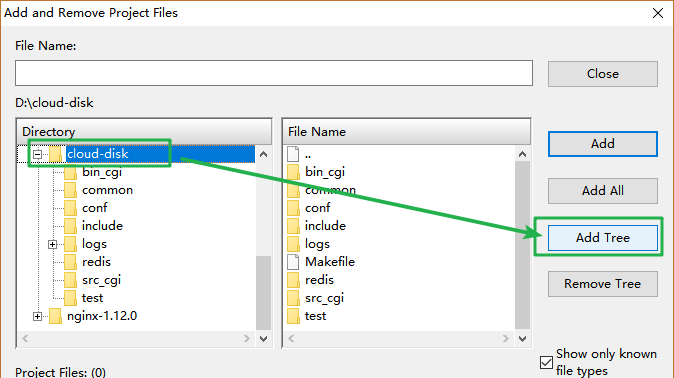 Add and Remove Project Files
File Name:
Close
D:\cloud-disk
Directory
cloud-disk
bin_cgi
common
conf
include
logs
redis
src_cgi
test
nginx-1.12.0
File Name
..
bin_cgi
common
conf
include
logs
Makefile
redis
src_cgi
test
Add
Add All
Add Tree
Remove Tree
Show only known
file types
Project Files: (0)